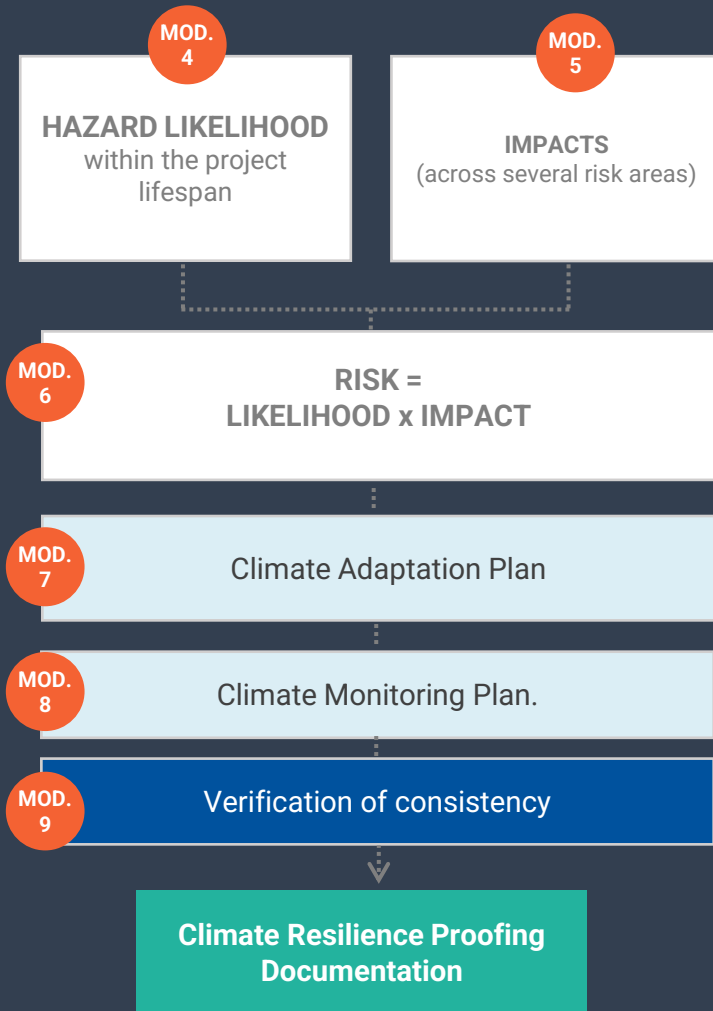 MOD.
4
HAZARD LIKELIHOOD
within the project
lifespan
MOD.
5
IMPACTS
(across several risk areas)
MOD.
6
RISK =
LIKELIHOOD x IMPACT
MOD.
7
Climate Adaptation Plan
MOD.
8
Climate Monitoring Plan.
MOD.
9
Verification of consistency
Climate Resilience Proofing
Documentation